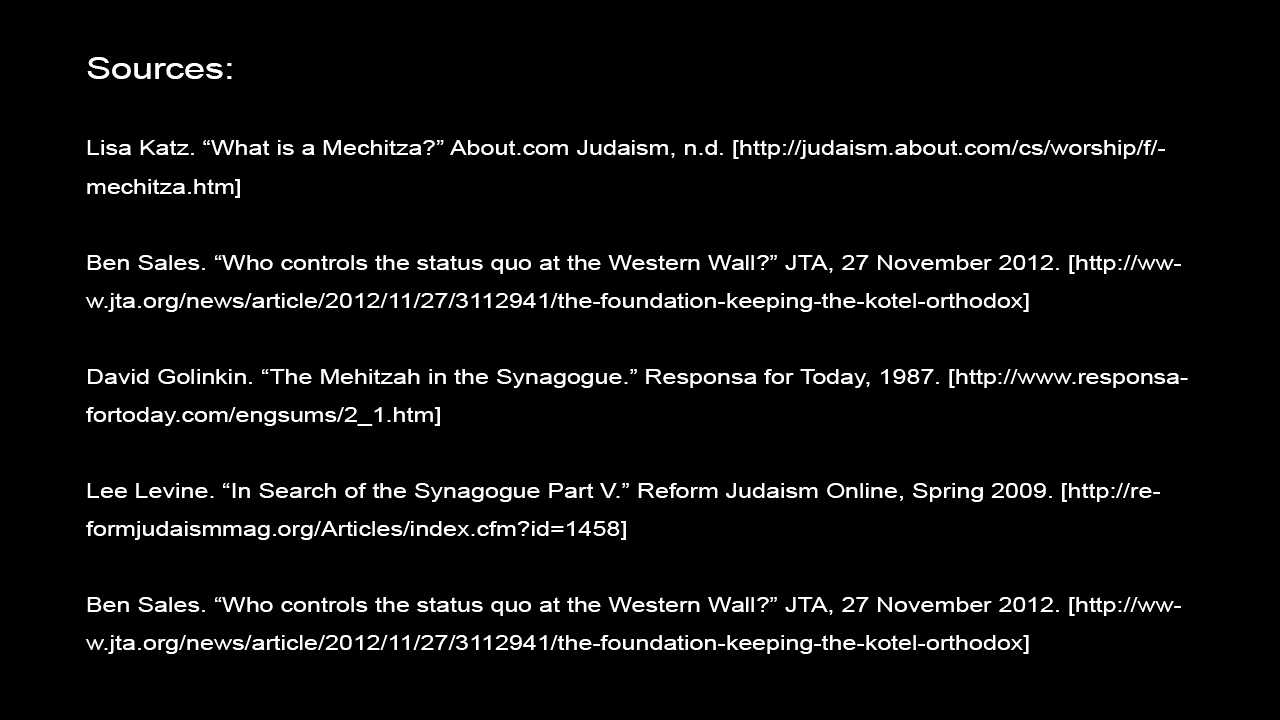 Sources:
Lisa Katz. “What is a Mechitza?” About.com Judaism, n.d. [http://judaism.about.com/cs/worship/f/-
mechitza.htm]
Ben Sales. “Who controls the status quo at the Western Wall?” JTA, 27 November 2012. [http://ww-
w.jta.org/news/article/2012/11/27/3112941/the-foundation-keeping-the-kotel-orthodox]
David Golinkin. “The Mehitzah in the Synagogue.” Responsa for Today, 1987. [http://www.responsa-
fortoday.com/engsums/2_1.htm]
Lee Levine. “In Search of the Synagogue Part V.” Reform Judaism Online, Spring 2009. [http://re-
formjudaismmag.org/Articles/index.cfm?id=1458]
Ben Sales. “Who controls the status quo at the Western Wall?” JTA, 27 November 2012. [http://ww-
w.jta.org/news/article/2012/11/27/3112941/the-foundation-keeping-the-kotel-orthodox]